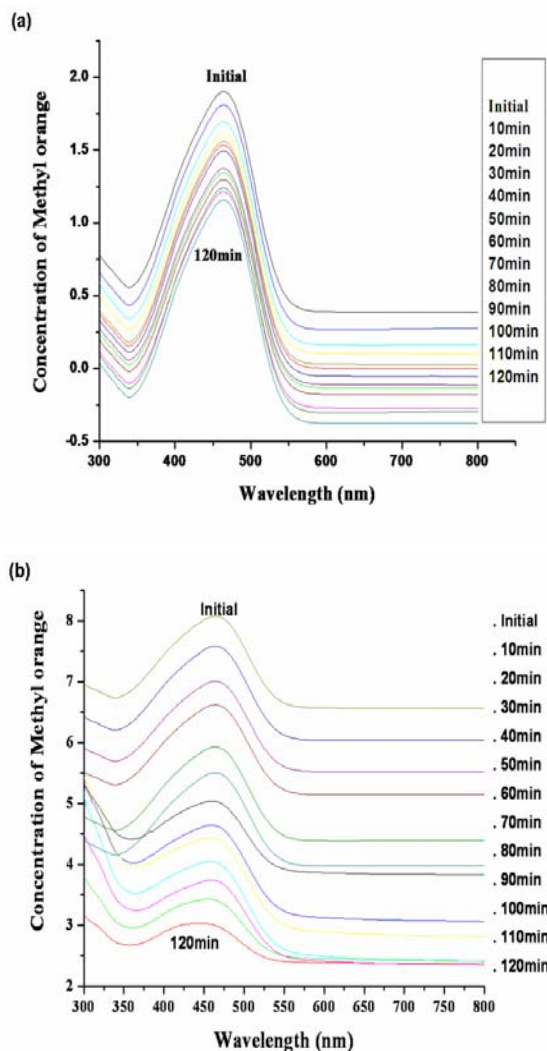 (a)
Concentration of Methyl orange
2.0
1.5
1.0
0.5
0.0
-0.5
Initial
120min
300 400 500 600 700 800
Wavelength (nm)
Initial
10min
20min
30min
40min
50min
60min
70min
80min
90min
100min
110min
120min
(b)
Concentration of Methyl orange
8
7
6
5
4
3
2
Initial
120min
300 350 400 450 500 550 600 650 700 750 800
Wavelength (nm)
. Initial
. 10min
. 20min
. 30min
. 40min
. 50min
. 60min
. 70min
. 80min
. 90min
. 100min
. 110min
. 120min